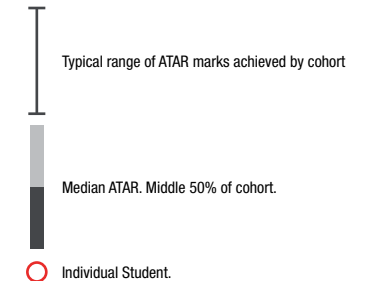 Typical range of ATAR marks achieved by cohort
Median ATAR. Middle 50% of cohort.
Individual Student.